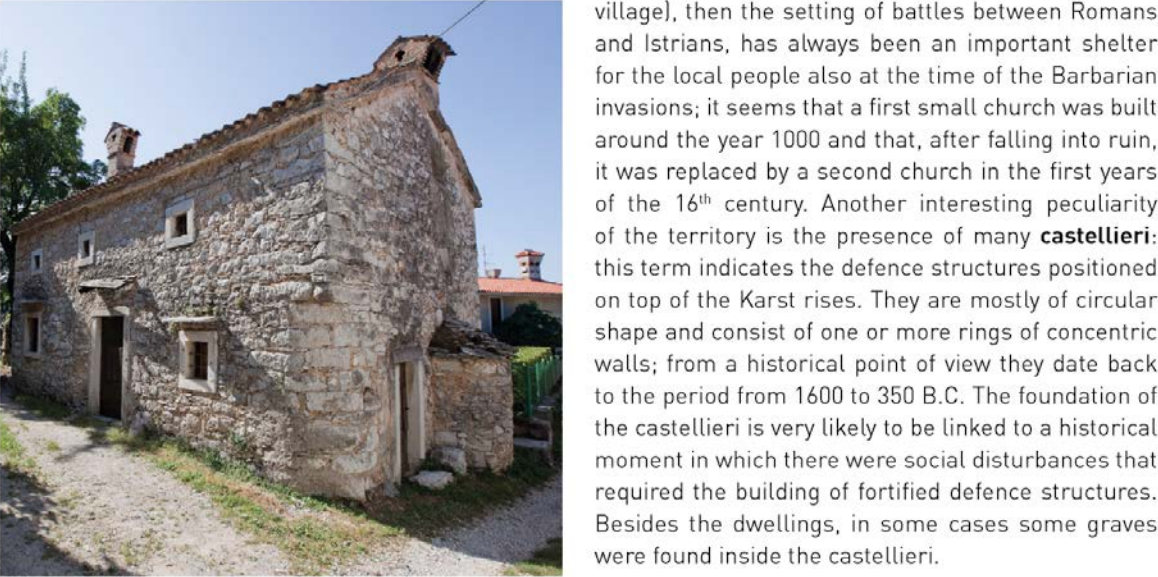 village), then the setting of battles between Romans
and Istrians, has always been an important shelter
for the local people also at the time of the Barbarian
invasions; it seems that a first small church was built
around the year 1000 and that, after falling into ruin,
it was replaced by a second church in the first years
of the 16th century. Another interesting peculiarity
of the territory is the presence of many castellieri:
this term indicates the defence structures positioned
on top of the Karst rises. They are mostly of circular
shape and consist of one or more rings of concentric
walls; from a historical point of view they date back
to the period from 1600 to 350 B.C. The foundation of
the castellieri is very likely to be linked to a historical
moment in which there were social disturbances that
required the building of fortified defence structures.
Besides the dwellings, in some cases some graves
were found inside the castellieri.